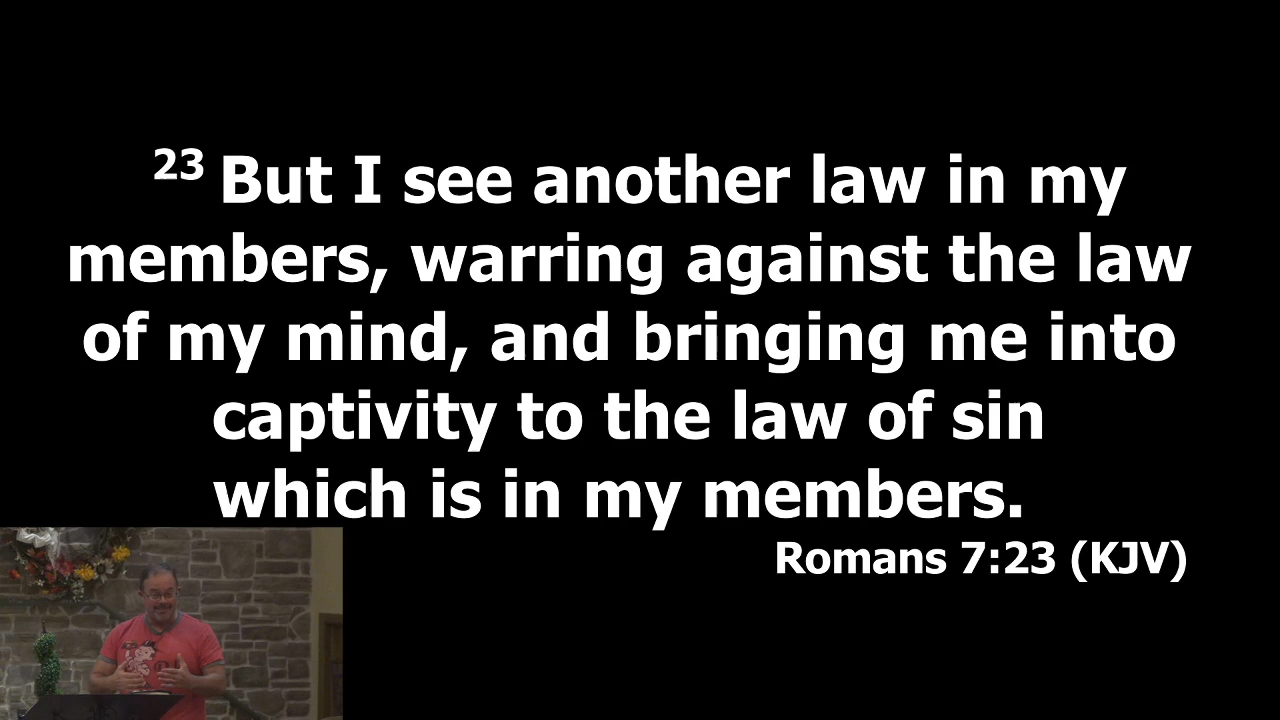 23 But I see another law in my
members, warring against the law
of my mind, and bringing me into
captivity to the law of sin
which is in my members.
Romans 7:23 (KJV)